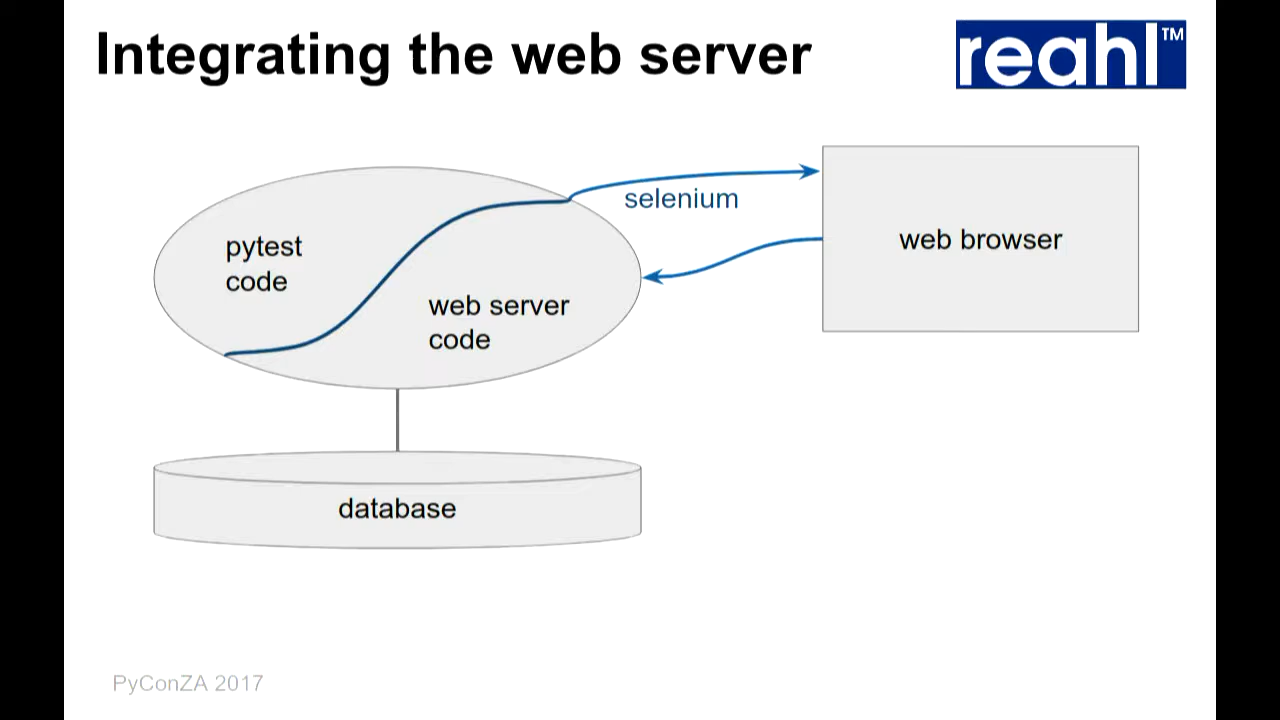 Integrating the web server
reahl™
selenium
pytest
code
web browser
web server
code
database
PyConZA 2017